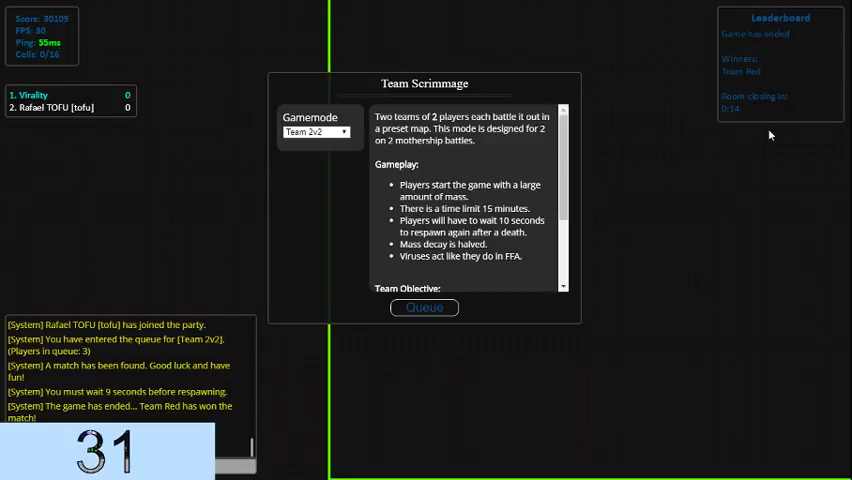 Score: 30109
FPS: 30
Ping: 55ms
Cells: 0/16
1. Virality 0
2. Rafael TOFU [tofu] 0
Team Scrimmage
Gamemode
Team 2v2
Two teams of 2 players each battle it out in
a preset map. This mode is designed for 2
on 2 mothership battles.
Gameplay:
Players start the game with a large
amount of mass.
There is a time limit 15 minutes.
Players will have to wait 10 seconds
to respawn again after a death.
Mass decay is halved.
Viruses act like they do in FFA.
Team Objective:
Queue
Leaderboard
Game has ended
Winners:
Team Red
Room closing in:
0:14
[System] Rafael TOFU [tofu] has joined the party.
[System] You have entered the queue for [Team 2v2].
(Players in queue: 3)
[System] A match has been found. Good luck and have
fun!
[System] You must wait 9 seconds before respawning.
[System] The game has ended... Team Red has won the
match!
31